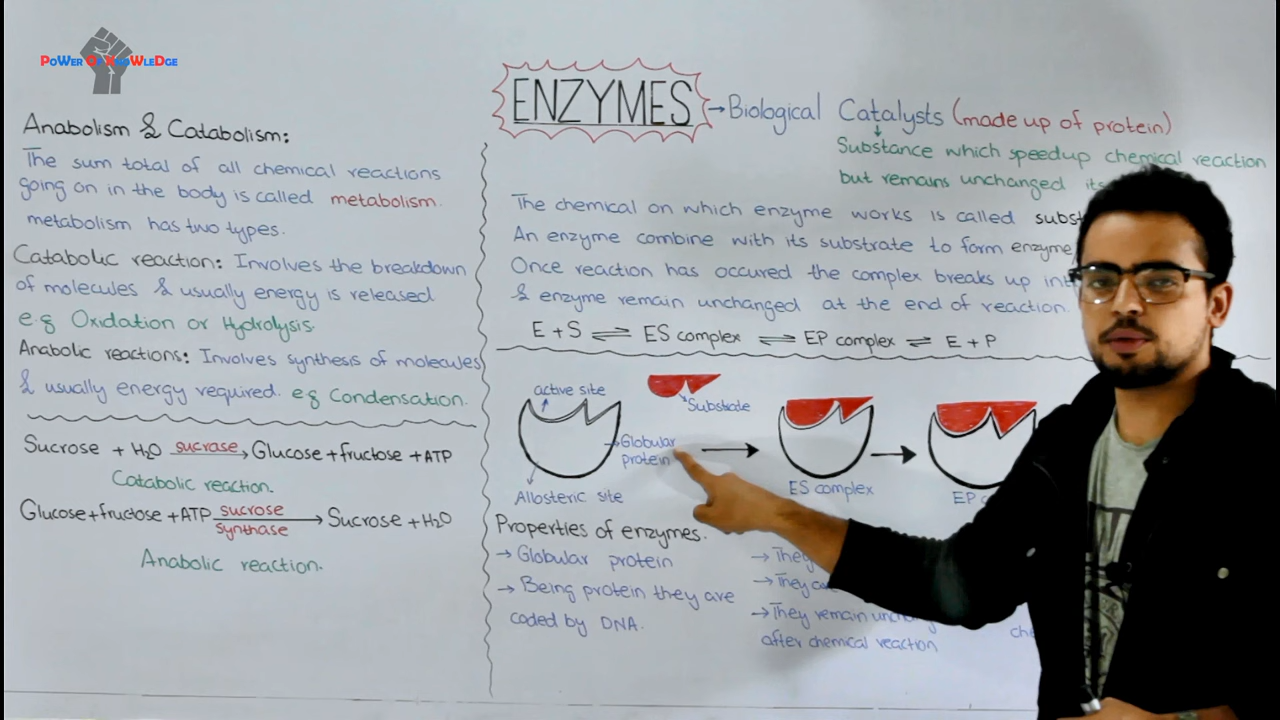 PoWer Of KnoWleDge
Anabolism & Catabolism:
The sum total of all chemical reactions
going on in the body is called metabolism.
metabolism has two types.
Catabolic reaction: Involves the breakdown
of molecules & usually energy is released
e.g Oxidation or Hydrolysis.
Anabolic reactions: Involves synthesis of molecules
& usually energy required. e.g Condensation.
Sucrose + H2O sucrase → Glucose + fructose + ATP
Catabolic reaction.
Glucose + fructose + ATP sucrose synthase → Sucrose + H2O
Anabolic reaction.
ENZYMES → Biological Catalysts (made up of protein)
Substance which speedup chemical reaction
but remains unchanged
The chemical on which enzyme works is called
An enzyme combine with its substrate to form enzyme
Once reaction has occured the complex breaks up
& enzyme remain unchanged at the end of reaction.
E + S ⇌ ES complex ⇌ EP complex ⇌ E + P
active site
Substrate
Globular
protein
Allosteric site
ES complex
EP
Properties of enzymes.
→ Globular protein
→ Being protein they are
coded by DNA.
→ They
→ They are
→ They remain
after chemical reaction